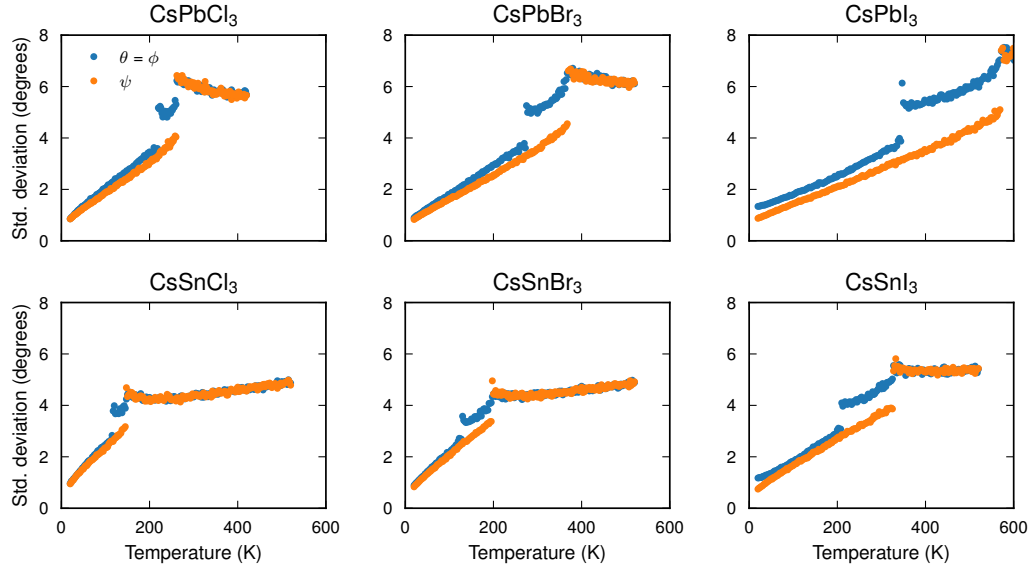 CsPbCl₃
CsPbBr₃
CsPbI₃
Std. deviation (degrees)
8
6
4
2
0
θ = ϕ
ψ
8
6
4
2
0
8
6
4
2
0
CsSnCl₃
CsSnBr₃
CsSnI₃
Std. deviation (degrees)
8
6
4
2
0
8
6
4
2
0
8
6
4
2
0
0 200 400 600
0 200 400 600
0 200 400 600
Temperature (K)
Temperature (K)
Temperature (K)